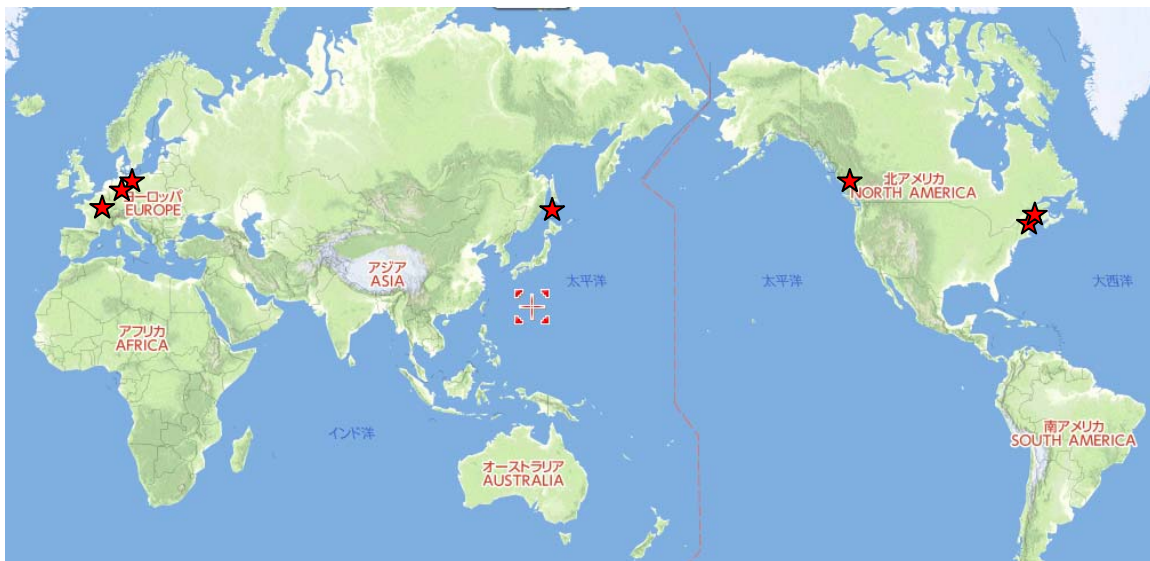 ヨーロッパ
EUROPE
アジア
ASIA
アフリカ
AFRICA
インド洋
太平洋
オーストラリア
AUSTRALIA
太平洋
北アメリカ
NORTH AMERICA
大西洋
南アメリカ
SOUTH AMERICA